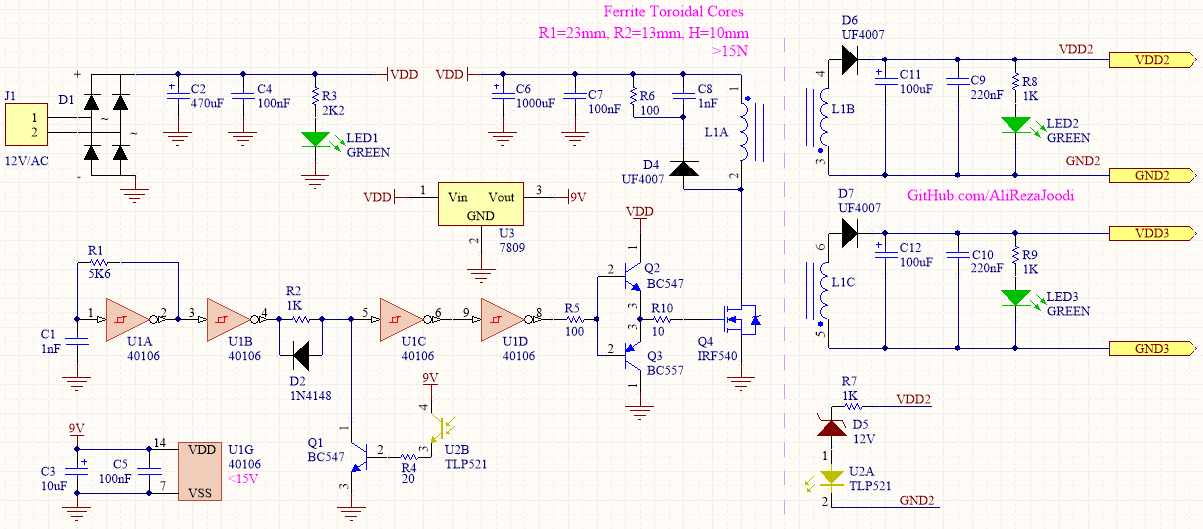 Ferrite Toroidal Cores
R1=23mm, R2=13mm, H=10mm
>15N
J1
1
2
12V/AC
D1
+
-
~
~
C2
470uF
C4
100nF
R3
2K2
LED1
GREEN
VDD
VDD
C6
1000uF
C7
100nF
R6
100
C8
1nF
L1A
1
2
D4
UF4007
VDD
1
Vin
Vout
GND
3
9V
2
U3
7809
R1
5K6
C1
1nF
1
2
U1A
40106
3
4
U1B
40106
R2
1K
D2
1N4148
5
6
U1C
40106
9
8
U1D
40106
R5
100
VDD
1
2
Q2
BC547
3
3
2
Q3
BC557
1
R10
10
Q4
IRF540
9V
4
3
U2B
TLP521
R4
20
Q1
BC547
1
2
3
9V
C3
10uF
C5
100nF
14
VDD
7
VSS
U1G
40106
<15V
D6
UF4007
4
L1B
3
C11
100uF
C9
220nF
R8
1K
LED2
GREEN
VDD2
VDD2
GND2
GND2
GitHub.com/AliRezaJoodi
D7
UF4007
6
L1C
5
C12
100uF
C10
220nF
R9
1K
LED3
GREEN
VDD3
GND3
R7
1K
VDD2
D5
12V
1
U2A
TLP521
2
GND2